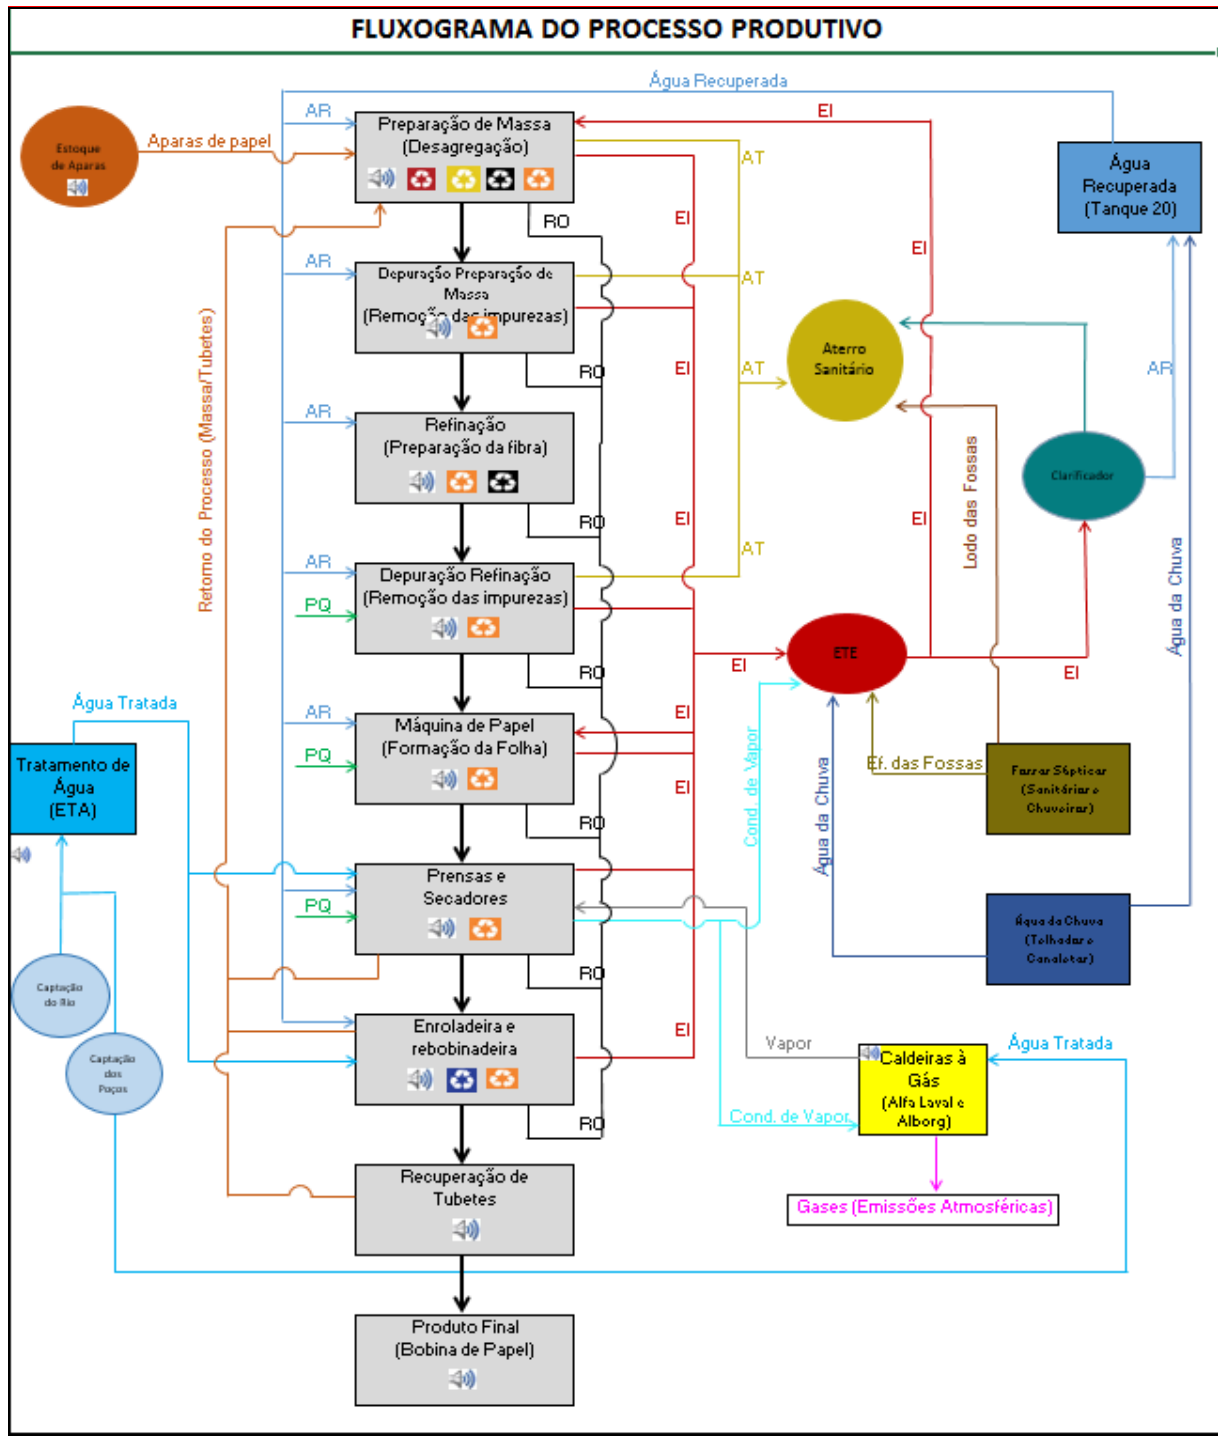 FLUXOGRAMA DO PROCESSO PRODUTIVO
Água Recuperada
AR
Estoque
de Aparas
Aparas de papel
Preparação de Massa
(Desagregação)
EI
AT
Água
Recuperada
(Tanque 20)
RO
EI
EI
AR
Depuração Preparação de
Massa
(Remoção das impurezas)
AT
Retorno do Processo (Massa/Tubetes)
RO
EI
AT
Aterro
Sanitário
AR
AR
Refinação
(Preparação da fibra)
Clarificador
Lodo das Fossas
RO
EI
EI
AR
PQ
Depuração Refinação
(Remoção das impurezas)
AT
Água da Chuva
RO
EI
ETE
EI
Água Tratada
Tratamento de
Água
(ETA)
AR
PQ
Máquina de Papel
(Formação da Folha)
EI
EI
Cond. de Vapor
Água da Chuva
Ef. das Fossas
Fossas Sépticas
(Sanitários e
Chuveiros)
RO
PQ
Prensas e
Secadores
Água da Chuva
(Telhados e
Canaletas)
RO
Captação
do Rio
Captação
dos
Poços
Enroladeira e
rebobinadeira
EI
Vapor
Caldeiras à
Gás
(Alfa Laval e
Alborg)
Água Tratada
RO
Cond. de Vapor
Recuperação de
Tubetes
Gases (Emissões Atmosféricas)
Produto Final
(Bobina de Papel)